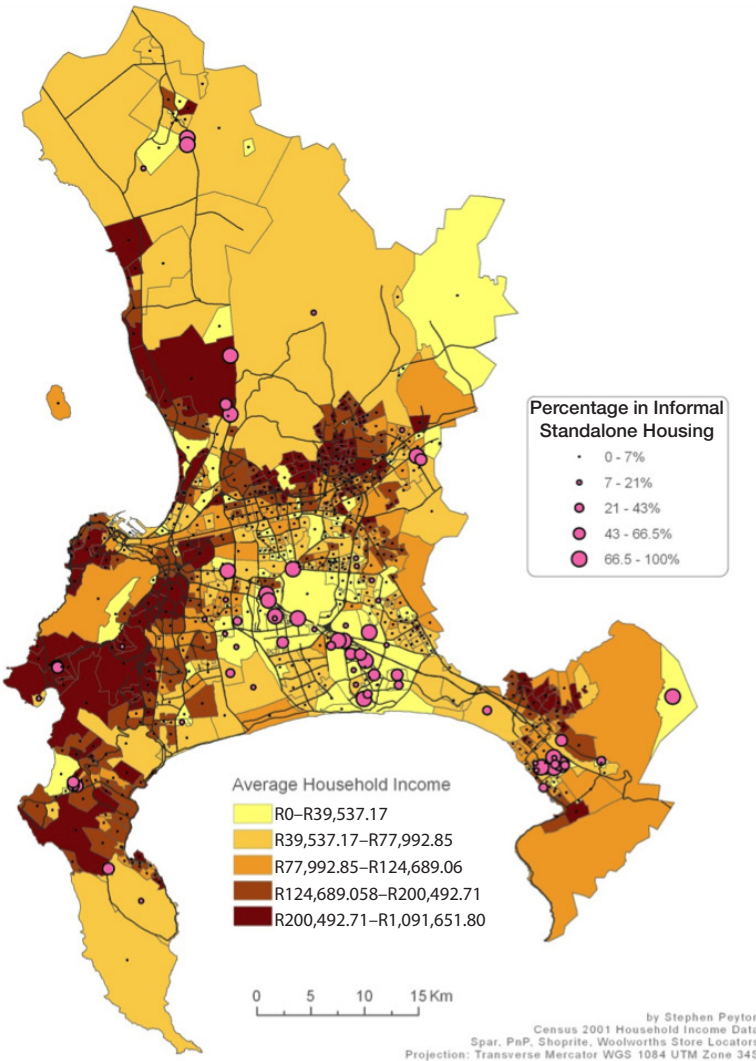 Percentage in Informal
Standalone Housing
0 - 7%
7 - 21%
21 - 43%
43 - 66.5%
66.5 - 100%
Average Household Income
R0–R39,537.17
R39,537.17–R77,992.85
R77,992.85–R124,689.06
R124,689.058–R200,492.71
R200,492.71–R1,091,651.80
0 5 10 15 Km
by Stephen Peyton
Census 2001 Household Income Data
Spar, PnP, Shoprite, Woolworths Store Locators
Projection: Transverse Mercator WGS 1084 UTM Zone 34S